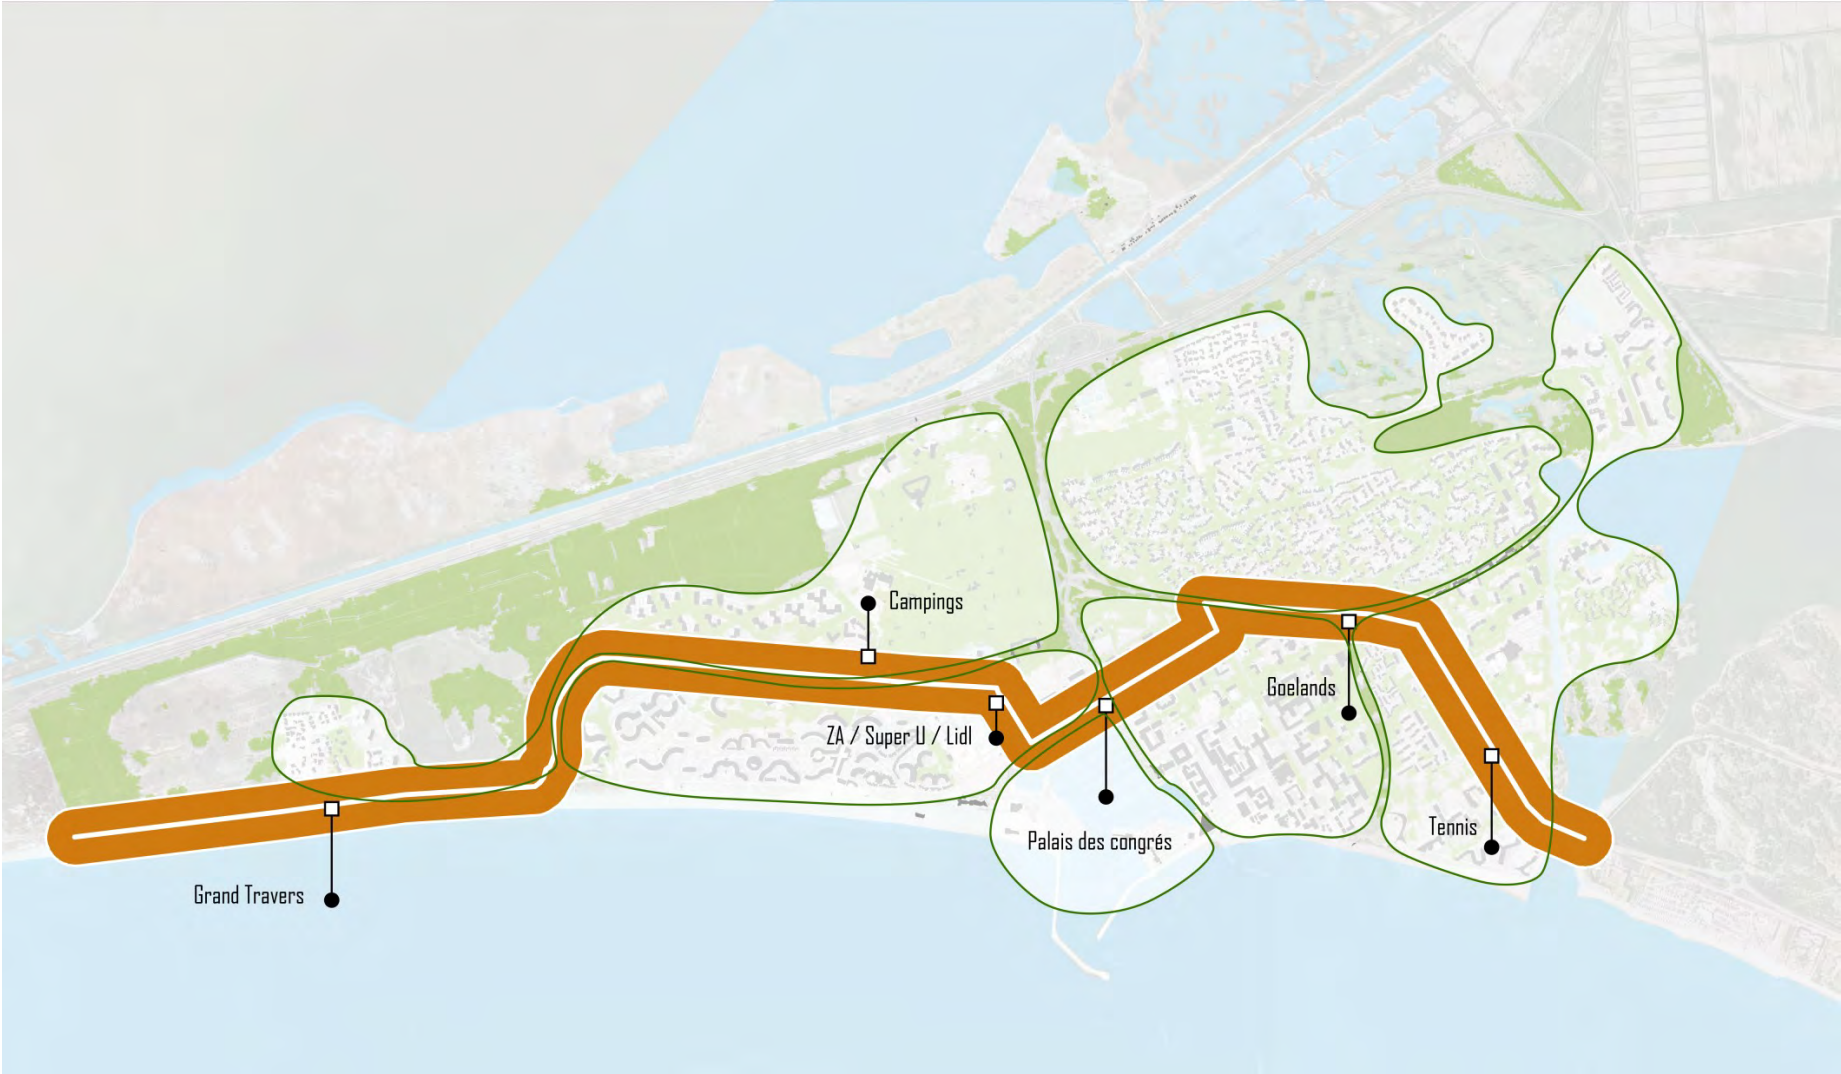 Campings
Goelands
ZA / Super U / Lidl
Tennis
Palais des congrés
Grand Travers